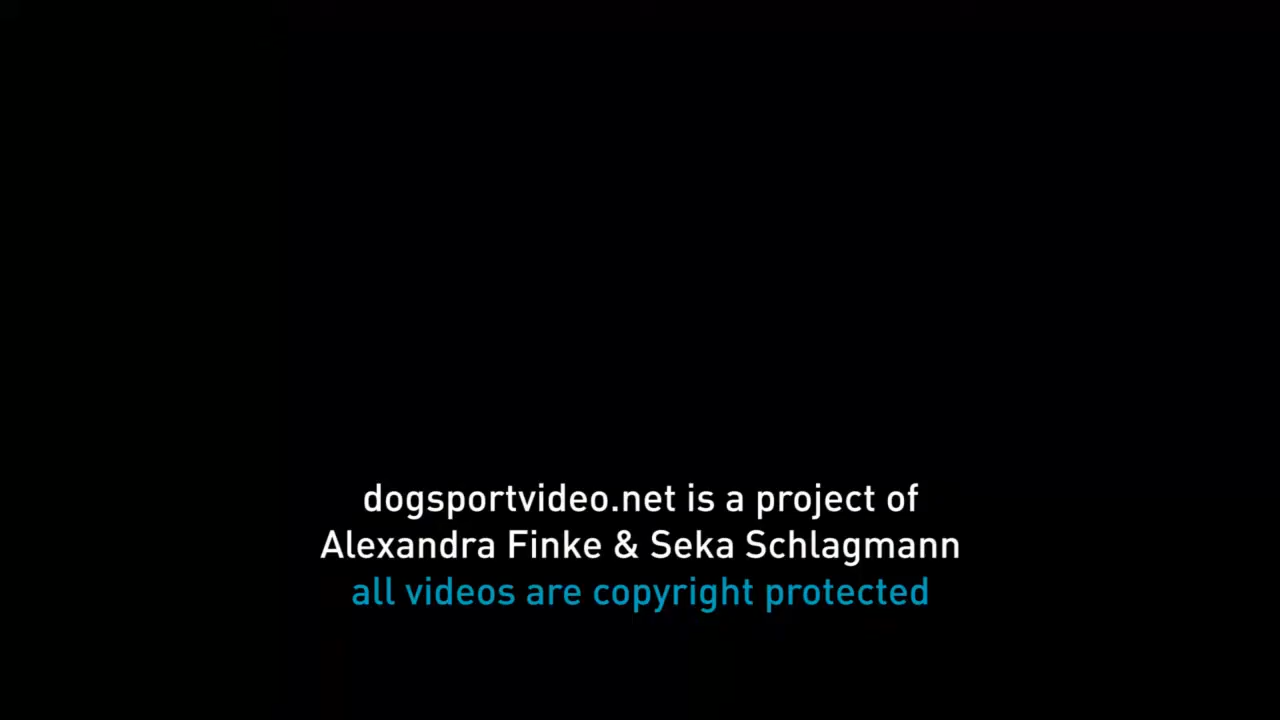 dogsportvideo.net is a project of
Alexandra Finke & Seka Schlagmann
all videos are copyright protected